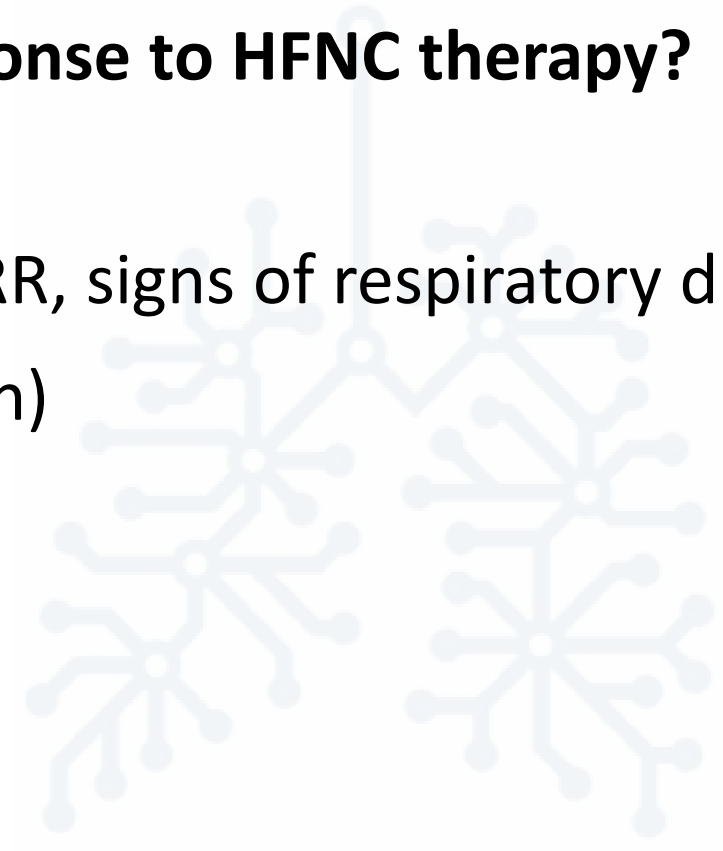 onse to HFNC therapy?
RR, signs of respiratory d
n)